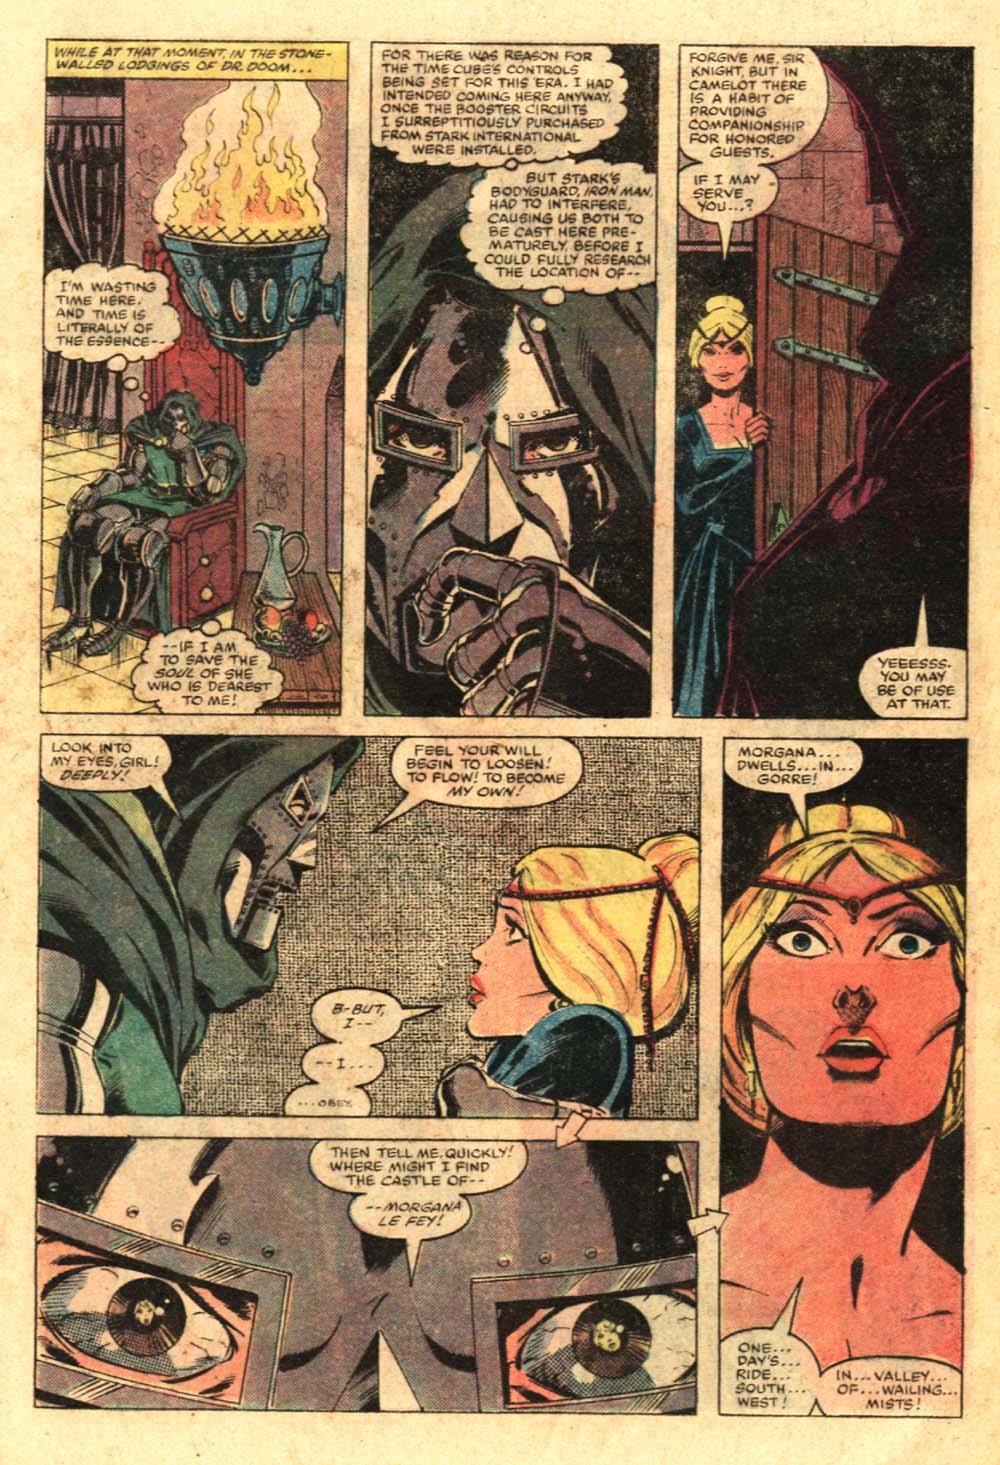 WHILE AT THAT MOMENT, IN THE STONE-
WALLED LODGINGS OF DR. DOOM...
I'M WASTING
TIME HERE.
AND TIME IS
LITERALLY OF
THE ESSENCE--
--IF I AM
TO SAVE THE
SOUL OF SHE
WHO IS DEAREST
TO ME!
FOR THERE WAS REASON FOR
THE TIME CUBE'S CONTROLS
BEING SET FOR THIS ERA. I HAD
INTENDED COMING HERE ANYWAY,
ONCE THE BOOSTER CIRCUITS
I SURREPTITIOUSLY PURCHASED
FROM STARK INTERNATIONAL
WERE INSTALLED.
BUT STARK'S
BODYGUARD, IRON MAN,
HAD TO INTERFERE,
CAUSING US BOTH TO
BE CAST HERE PRE-
MATURELY, BEFORE I
COULD FULLY RESEARCH
THE LOCATION OF--
FORGIVE ME, SIR
KNIGHT, BUT IN
CAMELOT THERE
IS A HABIT OF
PROVIDING
COMPANIONSHIP
FOR HONORED
GUESTS.
IF I MAY
SERVE
YOU...?
YEEESSS.
YOU MAY
BE OF USE
AT THAT.
LOOK INTO
MY EYES, GIRL!
DEEPLY!
FEEL YOUR WILL
BEGIN TO LOOSEN!
TO FLOW! TO BECOME
MY OWN!
B-BUT,
I--
--I...
...OBEY.
THEN TELL ME, QUICKLY!
WHERE MIGHT I FIND
THE CASTLE OF--
--MORGANA
LE FEY!
MORGANA...
DWELLS...IN...
GORRE!
ONE...
DAY'S...
RIDE...
SOUTH...
WEST!
IN...VALLEY...
OF...WAILING...
MISTS!